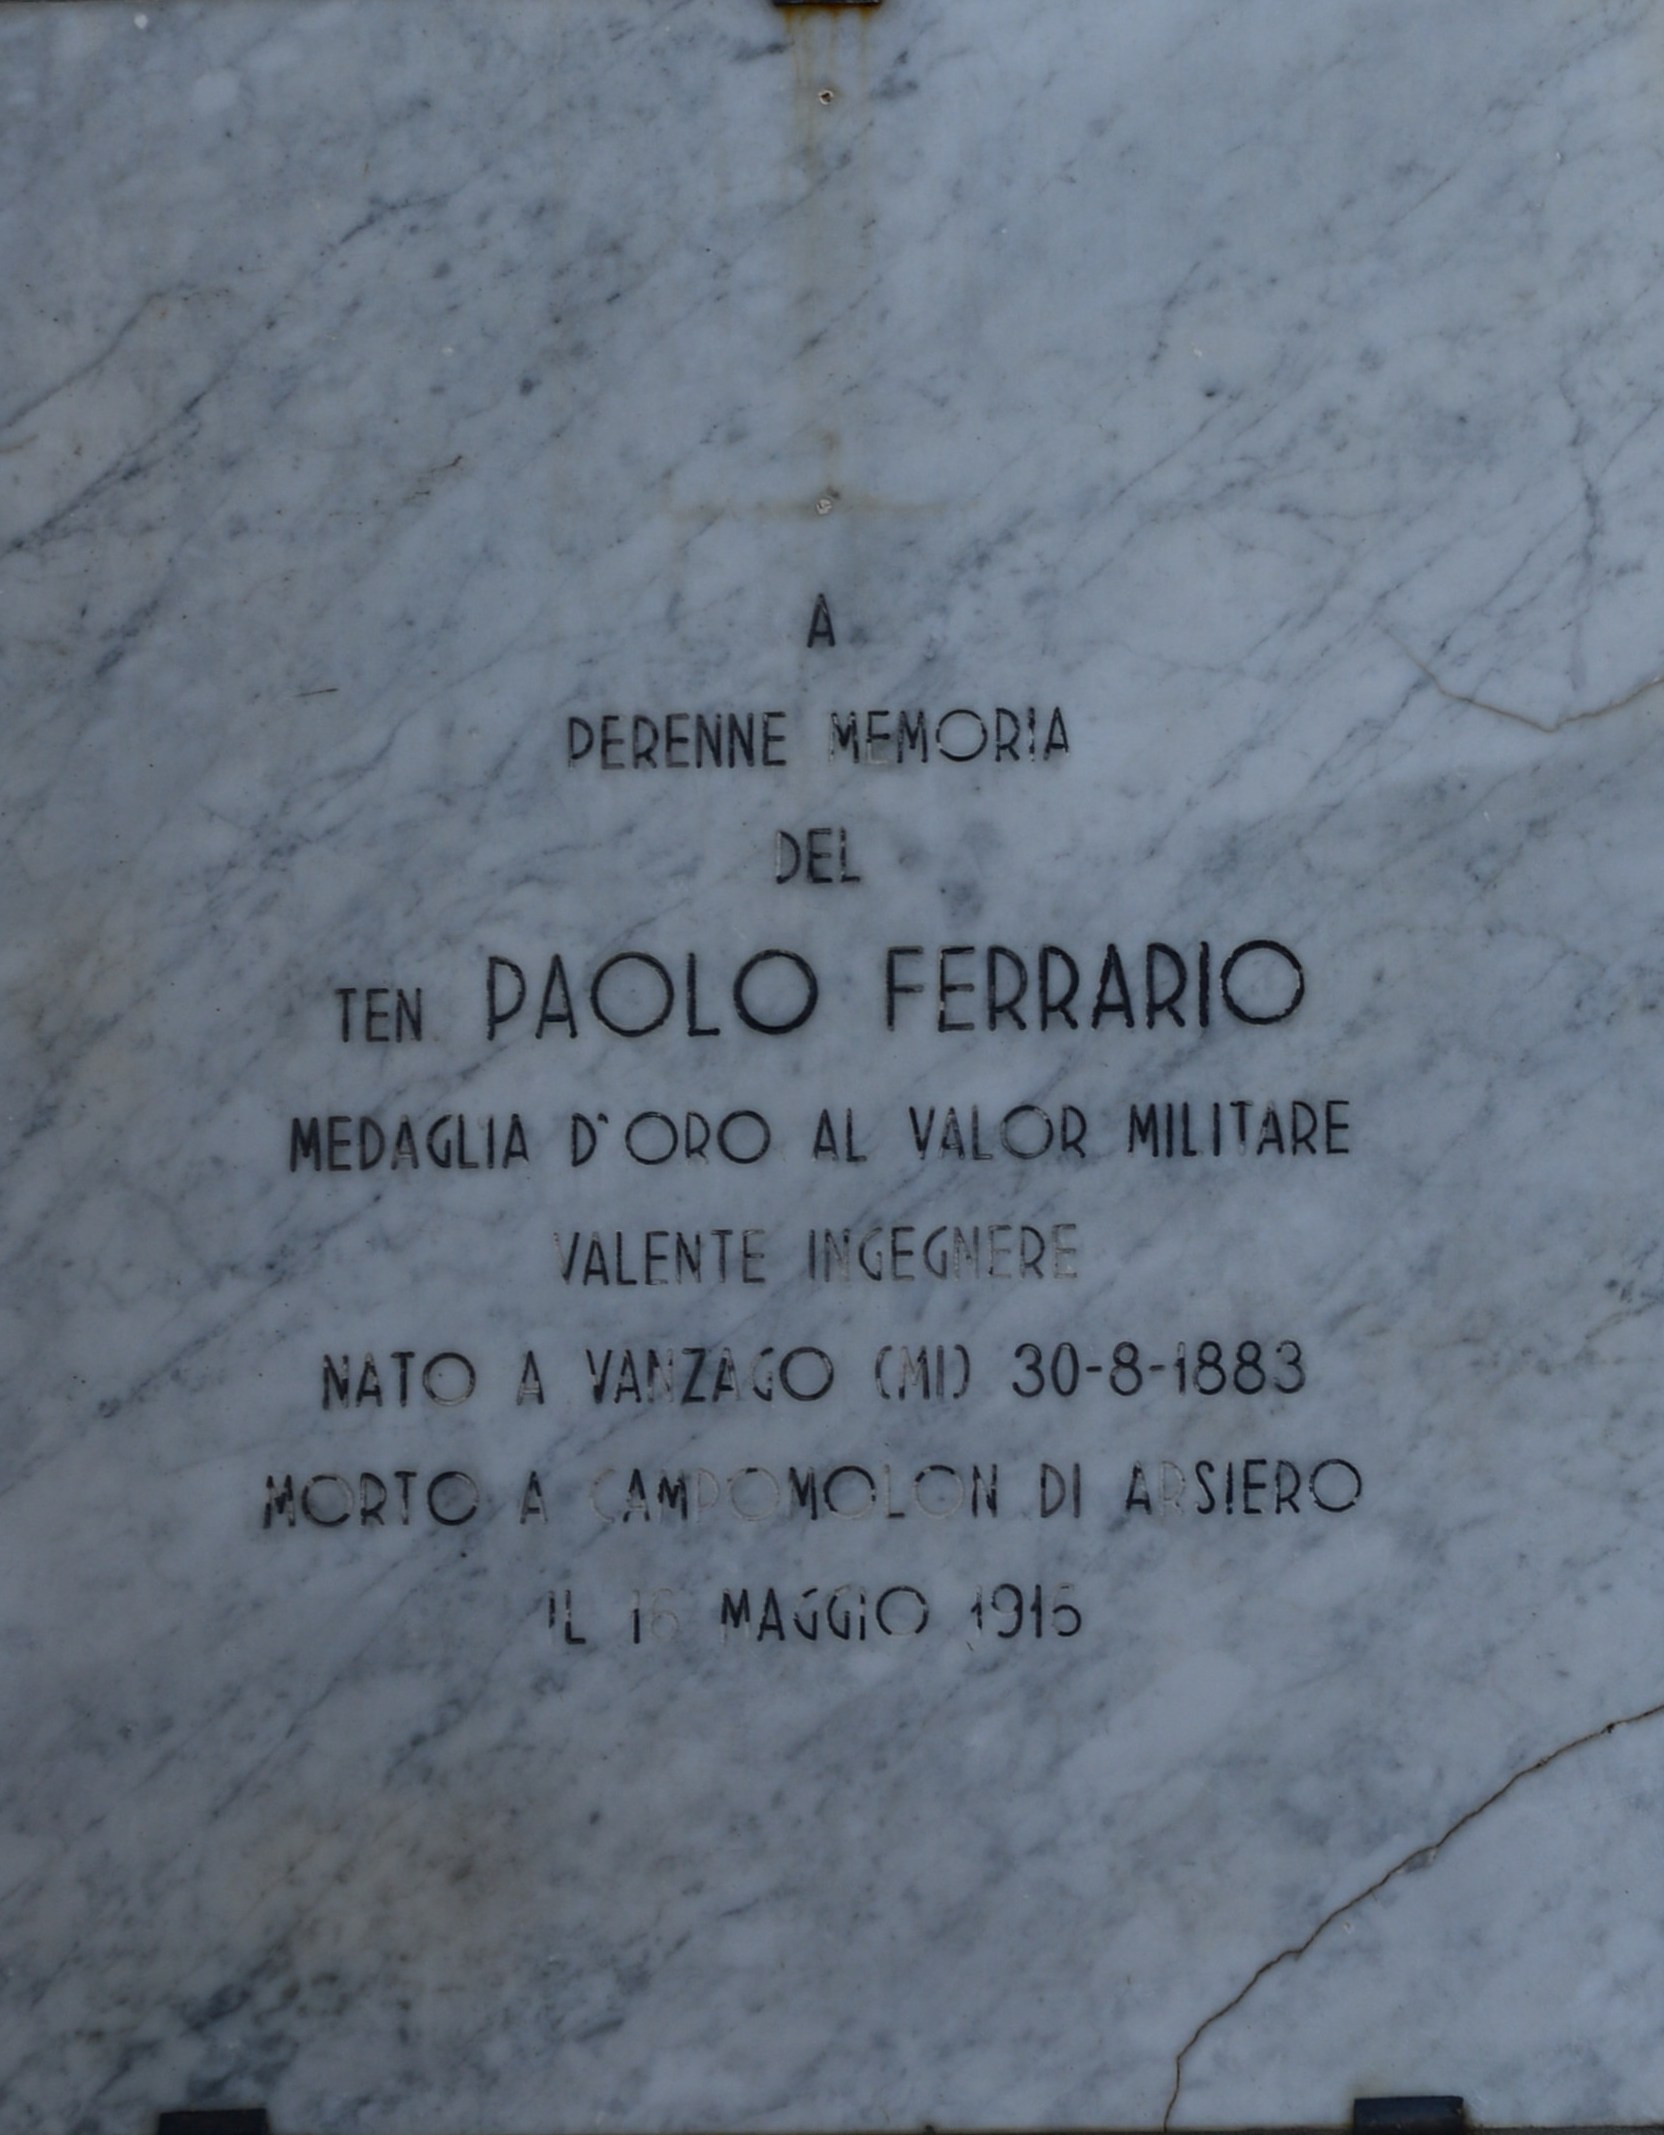 A
PERENNE MEMORIA
DEL
TEN PAOLO FERRARIO
MEDAGLIA D'ORO AL VALOR MILITARE
VALENTE INGEGNERE
NATO A VANZAGO (MI) 30-8-1883
MORTO A CAMPOMOLON DI ARSIERO
IL 16 MAGGIO 1916